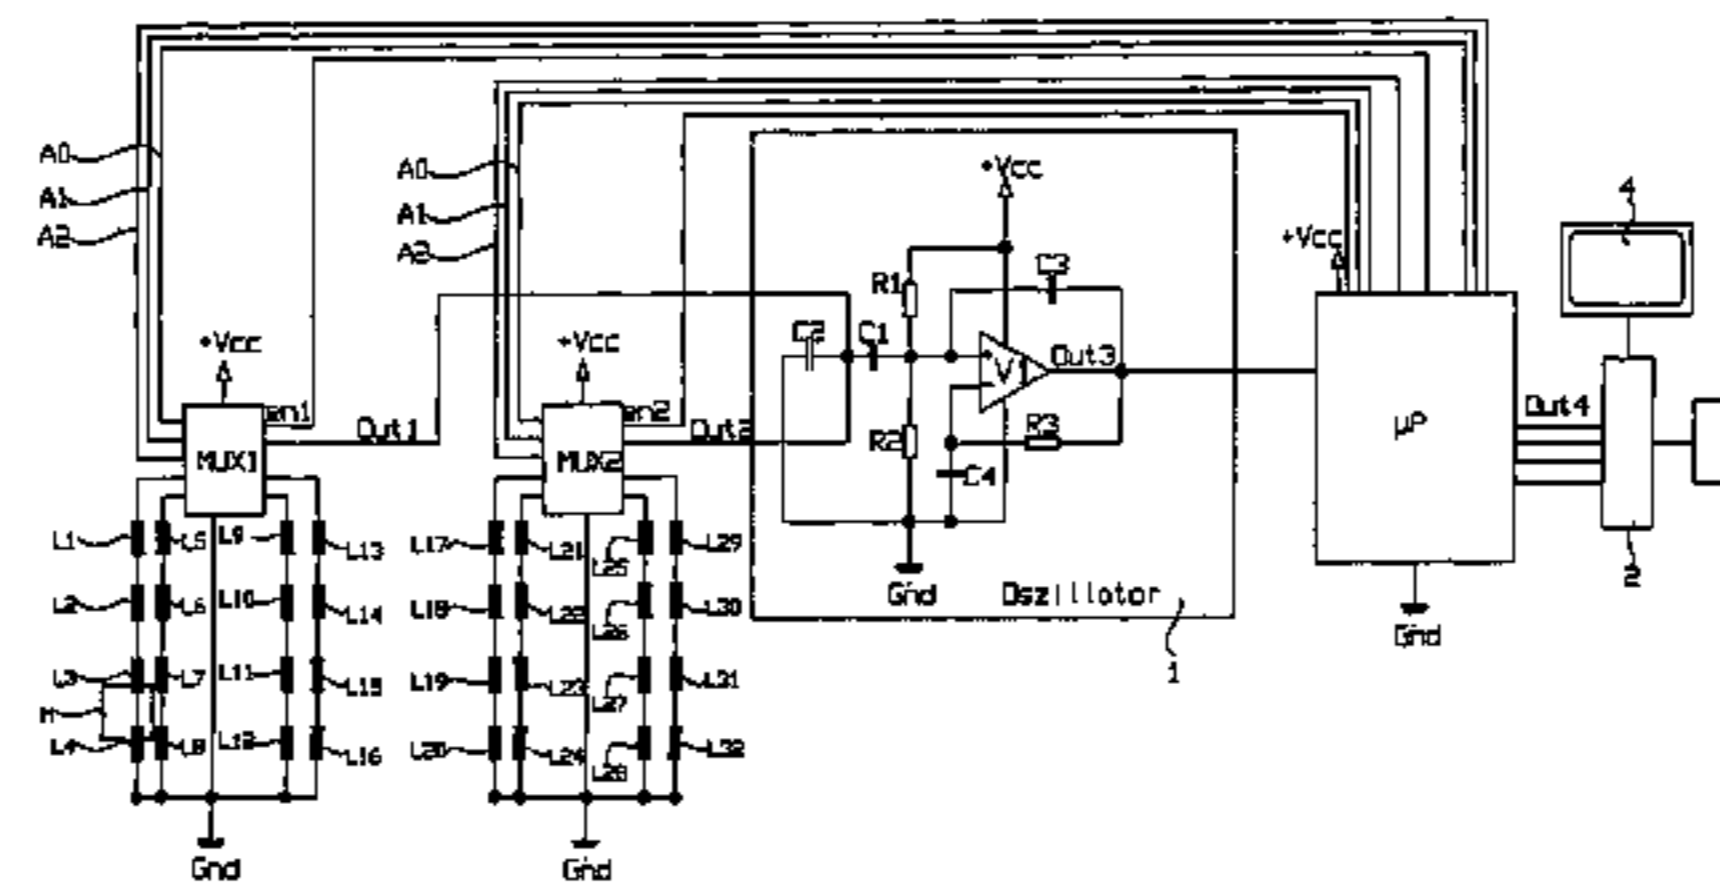 A0
A1
A2
A0
A1
A2
+Vcc
+Vcc
+Vcc
+Vcc
4
R1
C3
C2
C1
V1
Out3
en1
en2
Out1
Out2
R2
R3
C4
µP
Out4
MUX1
MUX2
L1
L5
L9
L13
L17
L21
L25
L29
L2
L6
L10
L14
L18
L22
L26
L30
L3
L7
L11
L15
L19
L23
L27
L31
M
L4
L8
L12
L16
L20
L24
L28
L32
Gnd
Oszillator
1
2
Gnd
Gnd
Gnd